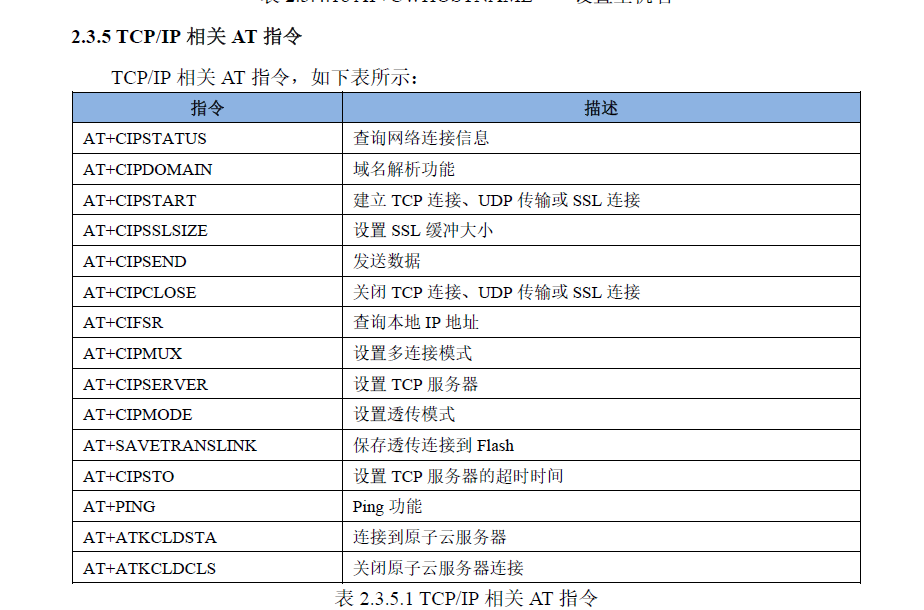 2.3.5 TCP/IP 相关 AT 指令
TCP/IP 相关 AT 指令，如下表所示：
指令 描述
AT+CIPSTATUS 查询网络连接信息
AT+CIPDOMAIN 域名解析功能
AT+CIPSTART 建立 TCP 连接、UDP 传输或 SSL 连接
AT+CIPSSLSIZE 设置 SSL 缓冲大小
AT+CIPSEND 发送数据
AT+CIPCLOSE 关闭 TCP 连接、UDP 传输或 SSL 连接
AT+CIFSR 查询本地 IP 地址
AT+CIPMUX 设置多连接模式
AT+CIPSERVER 设置 TCP 服务器
AT+CIPMODE 设置透传模式
AT+SAVETRANSLINK 保存透传连接到 Flash
AT+CIPSTO 设置 TCP 服务器的超时时间
AT+PING Ping 功能
AT+ATKCLDSTA 连接到原子云服务器
AT+ATKCLDCLS 关闭原子云服务器连接
表 2.3.5.1 TCP/IP 相关 AT 指令